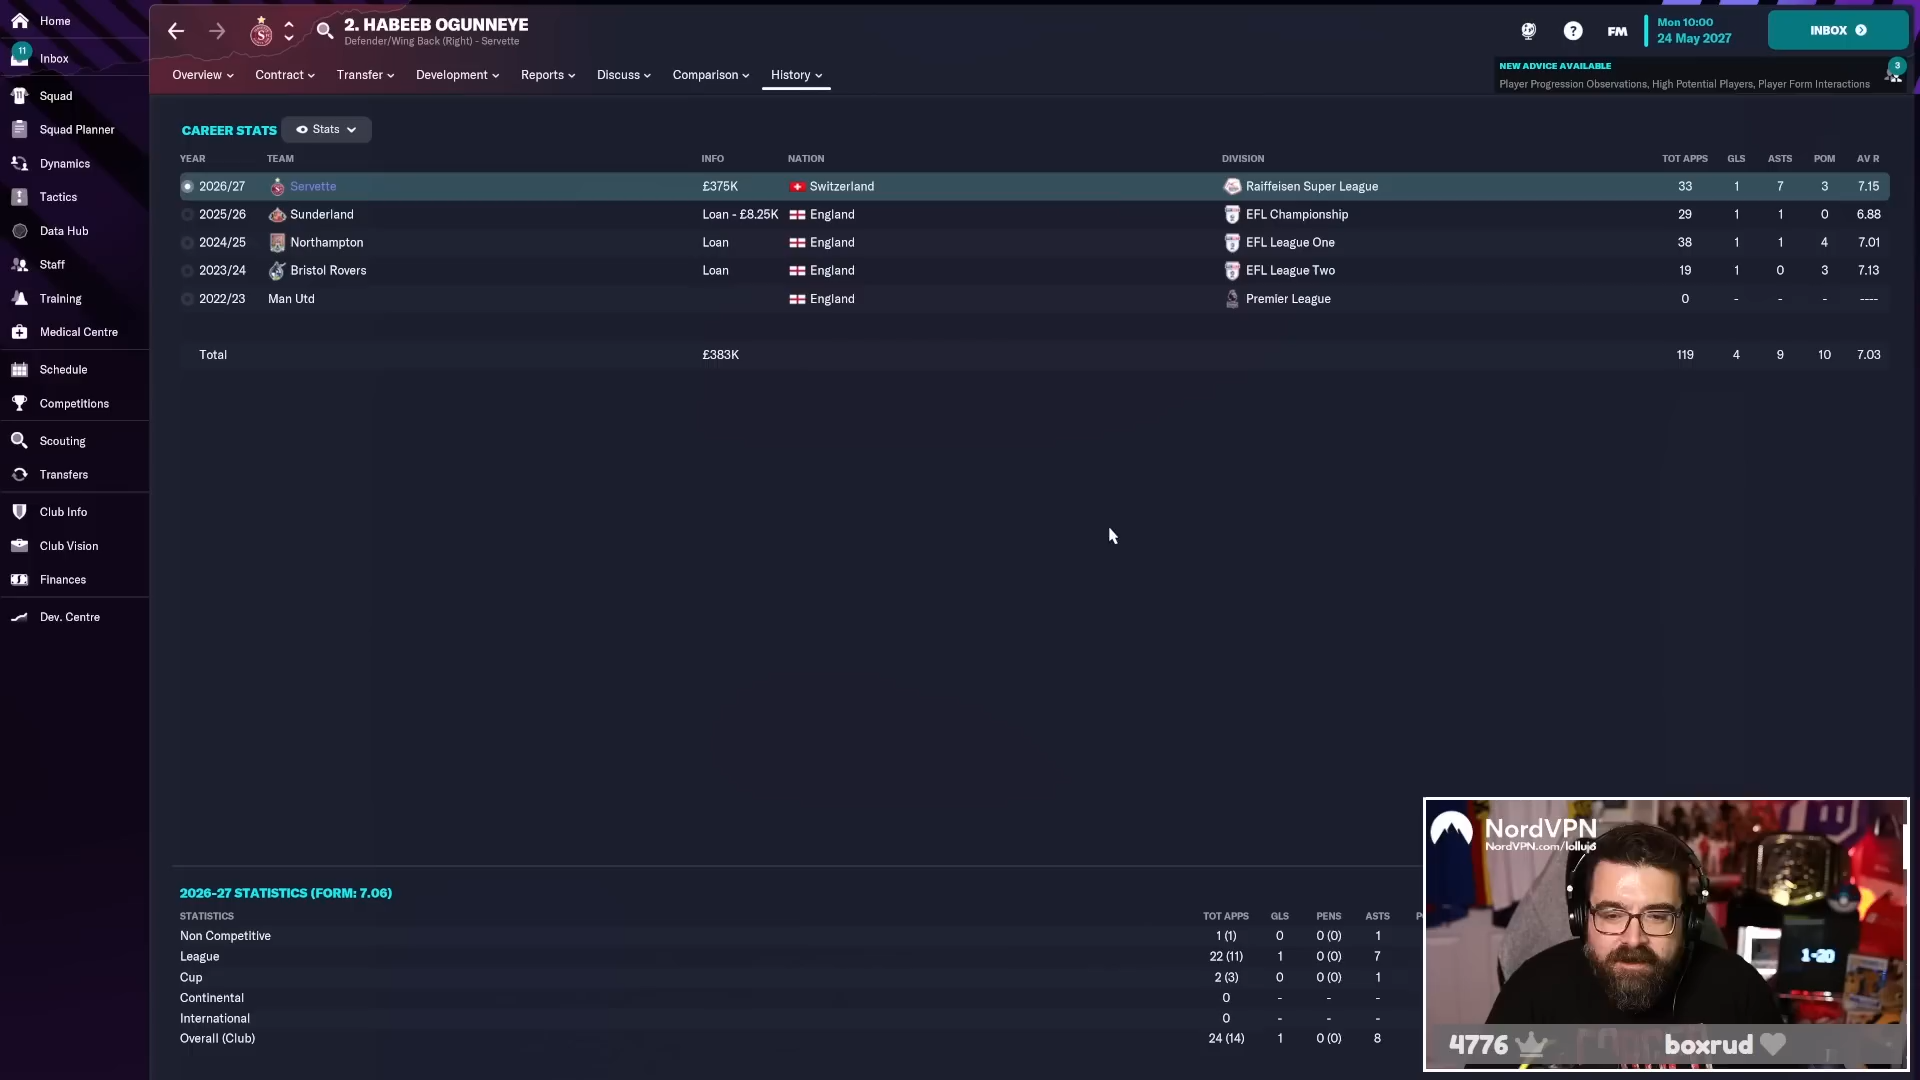 Home
11
Inbox
Squad
Squad Planner
Dynamics
Tactics
Data Hub
Staff
Training
Medical Centre
Schedule
Competitions
Scouting
Transfers
Club Info
Club Vision
Finances
Dev. Centre
2. HABEEB OGUNNEYE
Defender/Wing Back (Right) - Servette
? FM Mon 10:00
24 May 2027
INBOX
Overview Contract Transfer Development Reports Discuss Comparison History
NEW ADVICE AVAILABLE 3
Player Progression Observations, High Potential Players, Player Form Interactions
CAREER STATS Stats
YEAR TEAM INFO NATION DIVISION TOT APPS GLS ASTS POM AV R
2026/27 Servette £375K Switzerland Raiffeisen Super League 33 1 7 3 7.15
2025/26 Sunderland Loan - £8.25K England EFL Championship 29 1 1 0 6.88
2024/25 Northampton Loan England EFL League One 38 1 1 4 7.01
2023/24 Bristol Rovers Loan England EFL League Two 19 1 0 3 7.13
2022/23 Man Utd England Premier League 0 - - - ----
Total £383K 119 4 9 10 7.03
2026-27 STATISTICS (FORM: 7.06)
STATISTICS TOT APPS GLS PENS ASTS
Non Competitive 1 (1) 0 0 (0) 1
League 22 (11) 1 0 (0) 7
Cup 2 (3) 0 0 (0) 1
Continental 0 - - -
International 0 - - -
Overall (Club) 24 (14) 1 0 (0) 8
NordVPN
NordVPN.com/lollujo
1-20
4776 boxrud